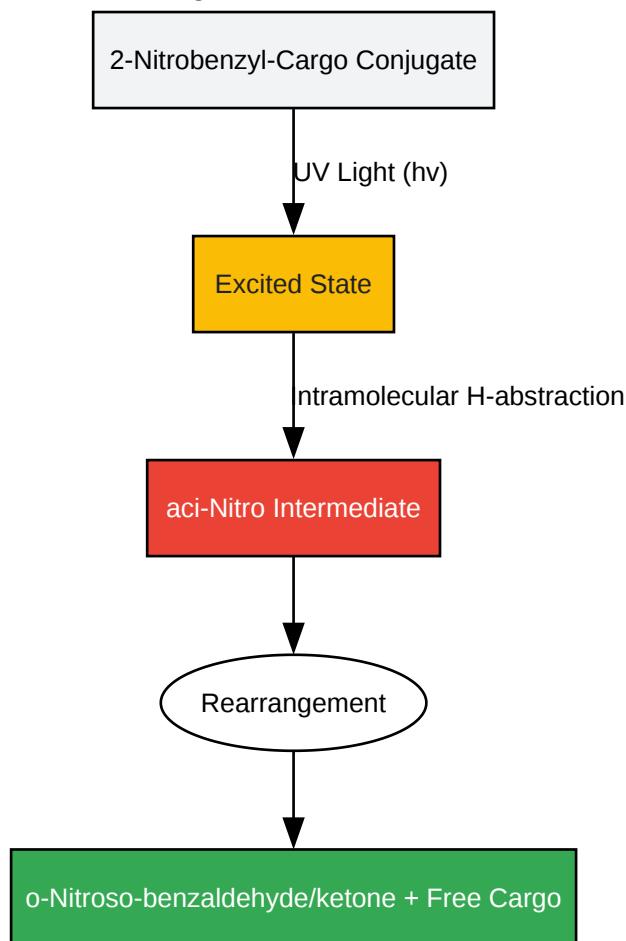 2-Nitrobenzyl-Cargo Conjugate
UV Light (hv)
Excited State
Intramolecular H-abstraction
aci-Nitro Intermediate
Rearrangement
o-Nitroso-benzaldehyde/ketone + Free Cargo